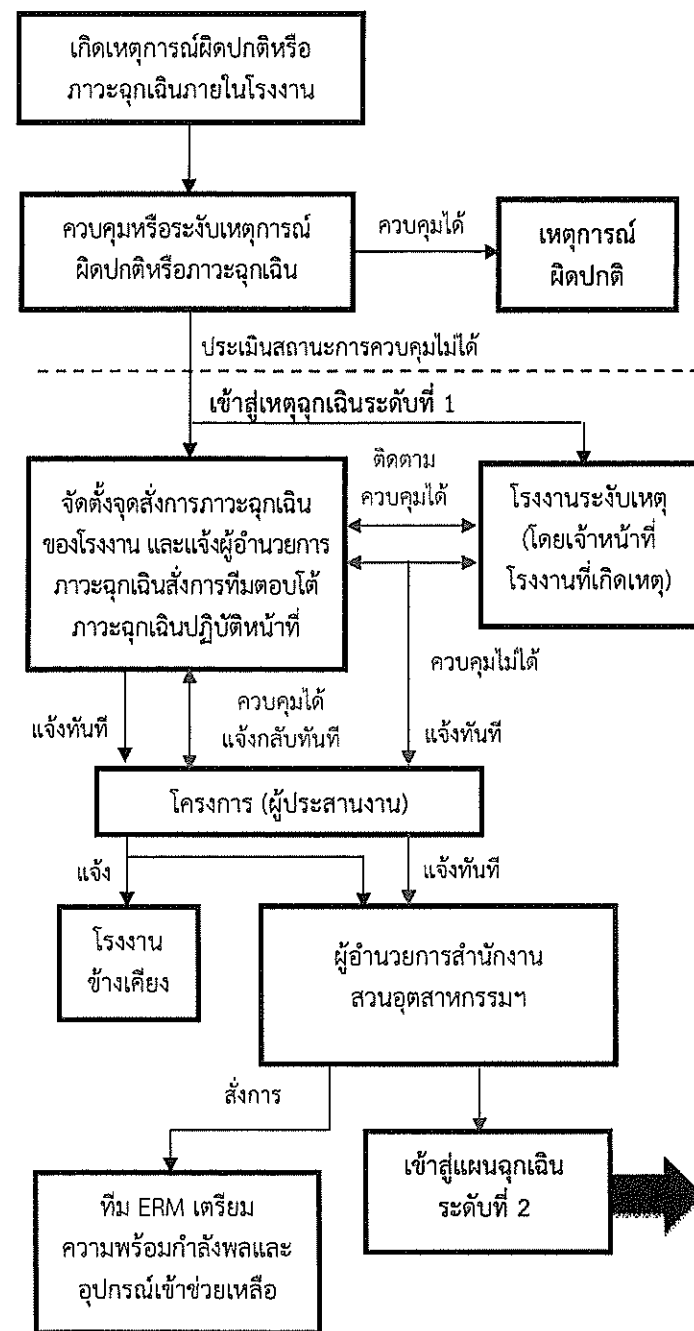 เกิดเหตุการณ์ผิดปกติหรือ
ภาวะฉุกเฉินภายในโรงงาน
ควบคุมหรือระงับเหตุการณ์
ผิดปกติหรือภาวะฉุกเฉิน
ควบคุมได้
เหตุการณ์
ผิดปกติ
ประเมินสถานะการควบคุมไม่ได้
เข้าสู่เหตุฉุกเฉินระดับที่ 1
จัดตั้งจุดสั่งการภาวะฉุกเฉิน
ของโรงงาน และแจ้งผู้อำนวยการ
ภาวะฉุกเฉินสั่งการทีมตอบโต้
ภาวะฉุกเฉินปฏิบัติหน้าที่
ติดตาม
ควบคุมได้
โรงงานระงับเหตุ
(โดยเจ้าหน้าที่
โรงงานที่เกิดเหตุ)
ควบคุมไม่ได้
แจ้งทันที
ควบคุมได้
แจ้งกลับทันที
แจ้งทันที
โครงการ (ผู้ประสานงาน)
แจ้ง
แจ้งทันที
โรงงาน
ข้างเคียง
ผู้อำนวยการสำนักงาน
สวนอุตสาหกรรมฯ
สั่งการ
ทีม ERM เตรียม
ความพร้อมกำลังพลและ
อุปกรณ์เข้าช่วยเหลือ
เข้าสู่แผนฉุกเฉิน
ระดับที่ 2